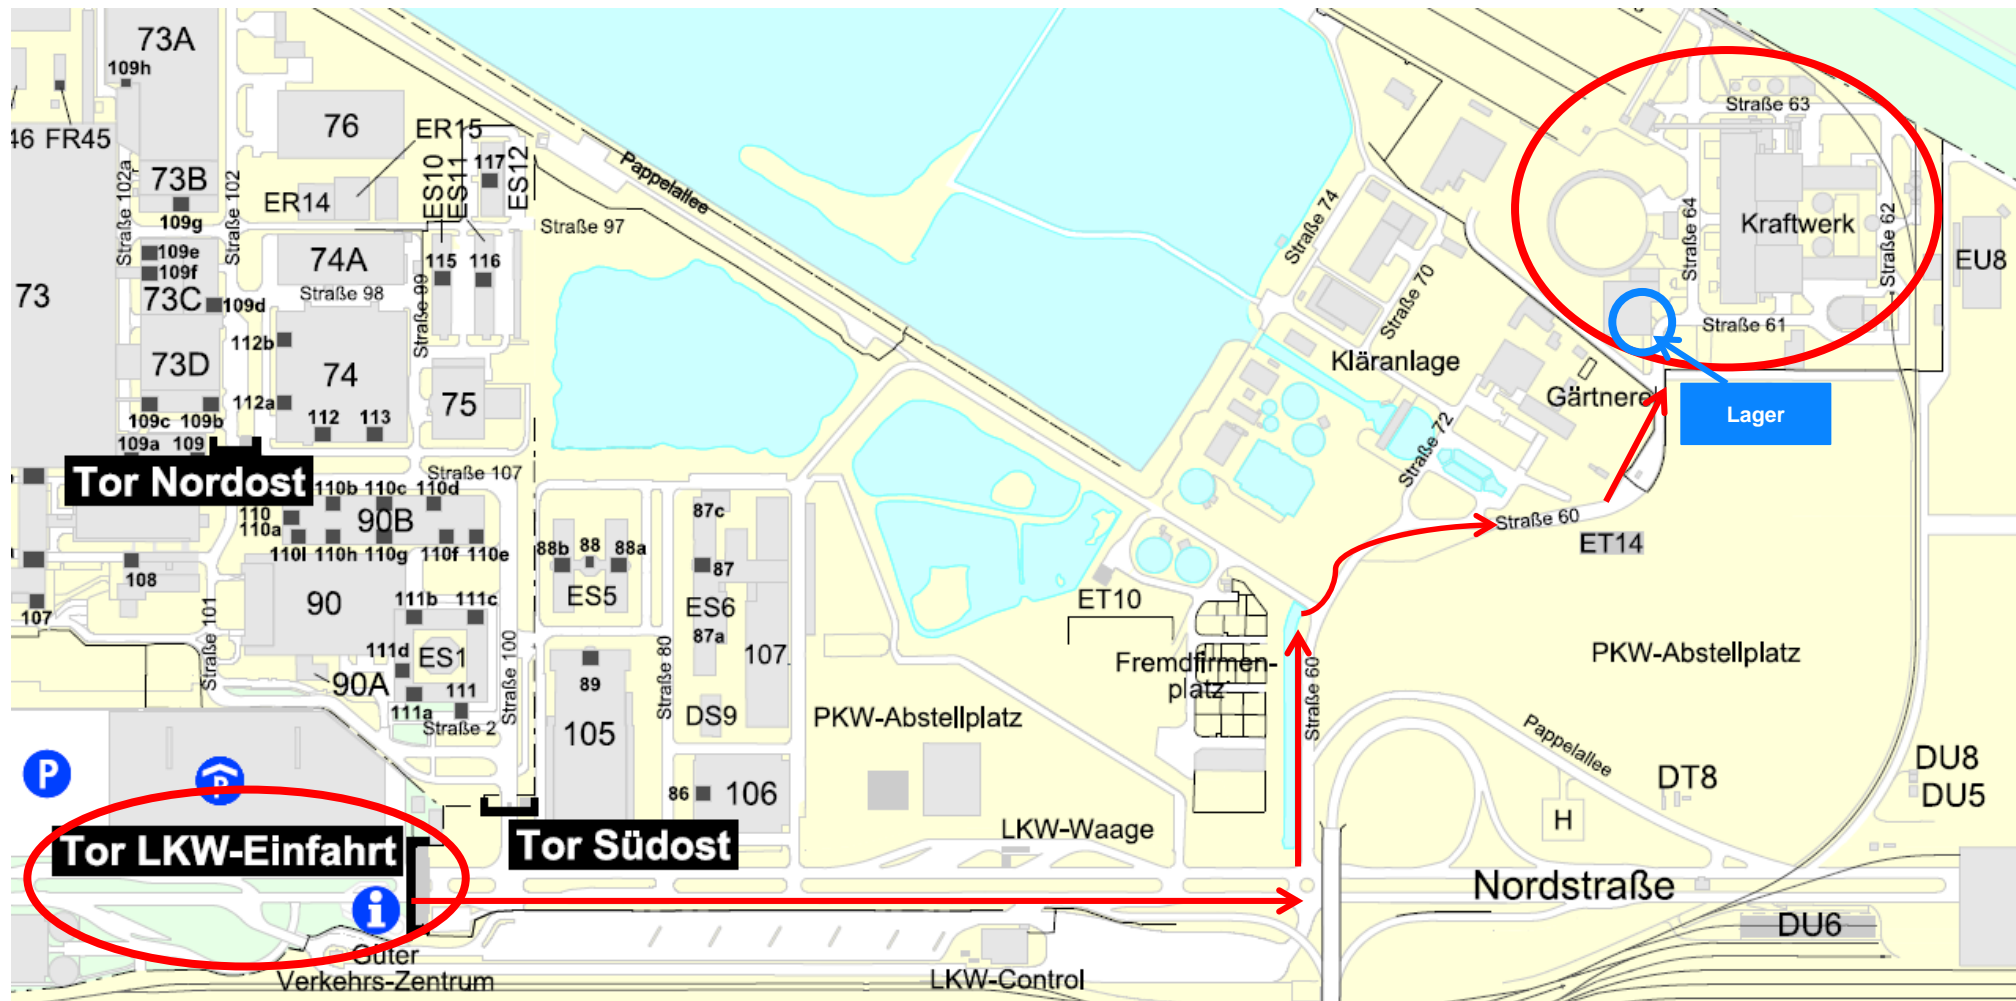 73A
109h
46
FR45
76
ER15
ES10
ES11
117
ES12
73B
ER14
109g
Straße 102a
Straße 102
Straße 97
Pappelallee
109e
109f
74A
115
116
73
73C
109d
Straße 98
Straße 99
112b
73D
74
75
112a
109c
109b
112
113
109a
109
Tor Nordost
Straße 107
110b
110c
110d
110
110a
90B
110l
110h
110g
110f
110e
108
107
90
111b
111c
Straße 101
111d
ES1
Straße 100
90A
111a
111
Straße 2
88b
88
88a
ES5
87c
87
ES6
87a
107
89
105
Straße 80
DS9
86
106
PKW-Abstellplatz
ET10
Fremdfirmen-
platz
Straße 60
LKW-Waage
Tor Südost
Tor LKW-Einfahrt
P
P
i
Güter
Verkehrs-Zentrum
LKW-Control
Nordstraße
Straße 74
Straße 70
Kläranlage
Straße 72
Gärtnerei
Straße 60
ET14
Straße 63
Straße 64
Kraftwerk
Straße 62
Straße 61
EU8
Lager
PKW-Abstellplatz
Pappelallee
H
DT8
DU8
DU5
DU6